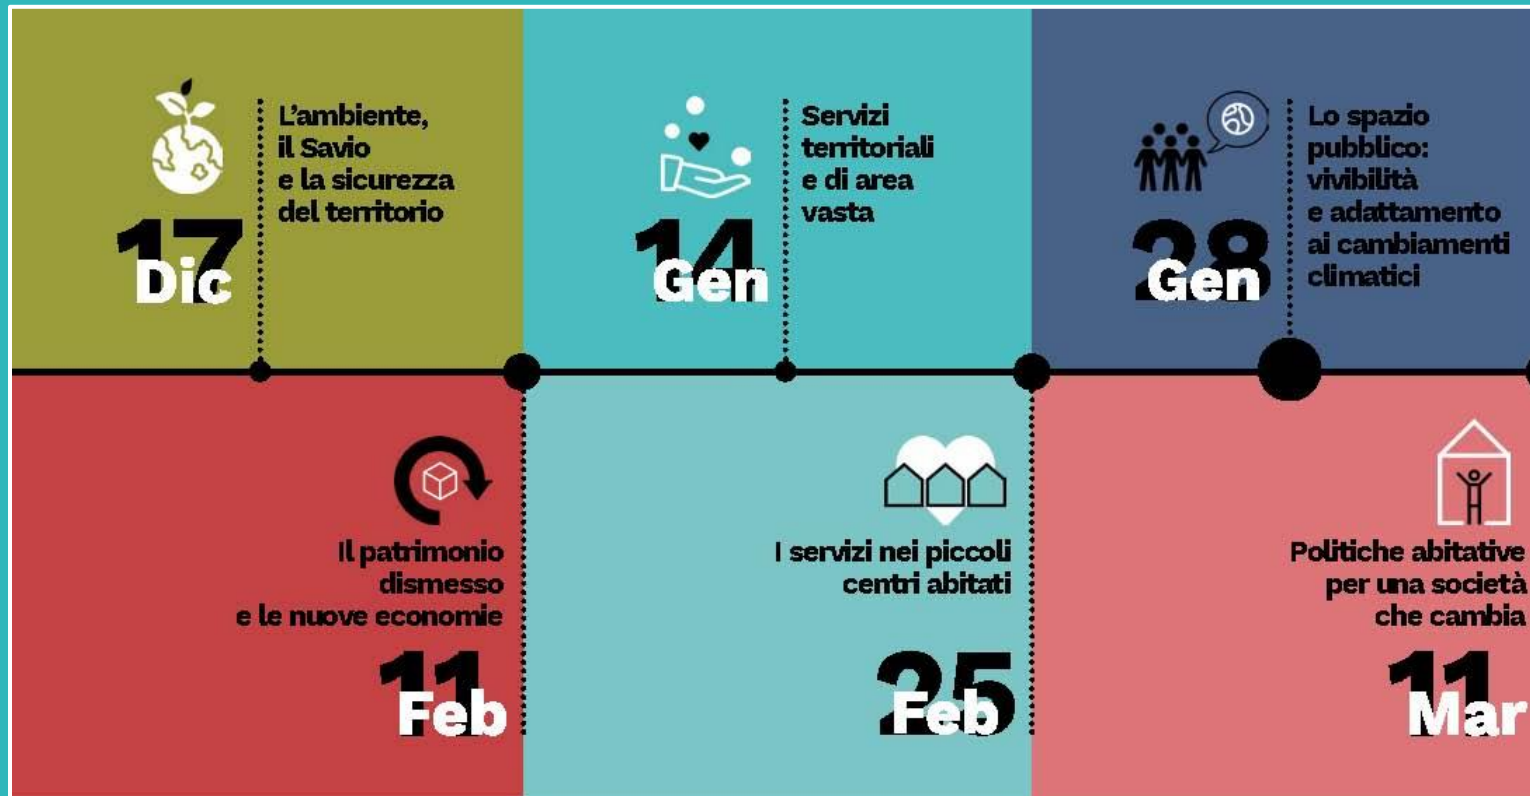 L'ambiente,
il Savio
e la sicurezza
del territorio
17
Dic
Servizi
territoriali
e di area
vasta
14
Gen
Lo spazio
pubblico:
vivibilità
e adattamento
ai cambiamenti
climatici
28
Gen
Il patrimonio
dismesso
e le nuove economie
11
Feb
I servizi nei piccoli
centri abitati
25
Feb
Politiche abitative
per una società
che cambia
11
Mar